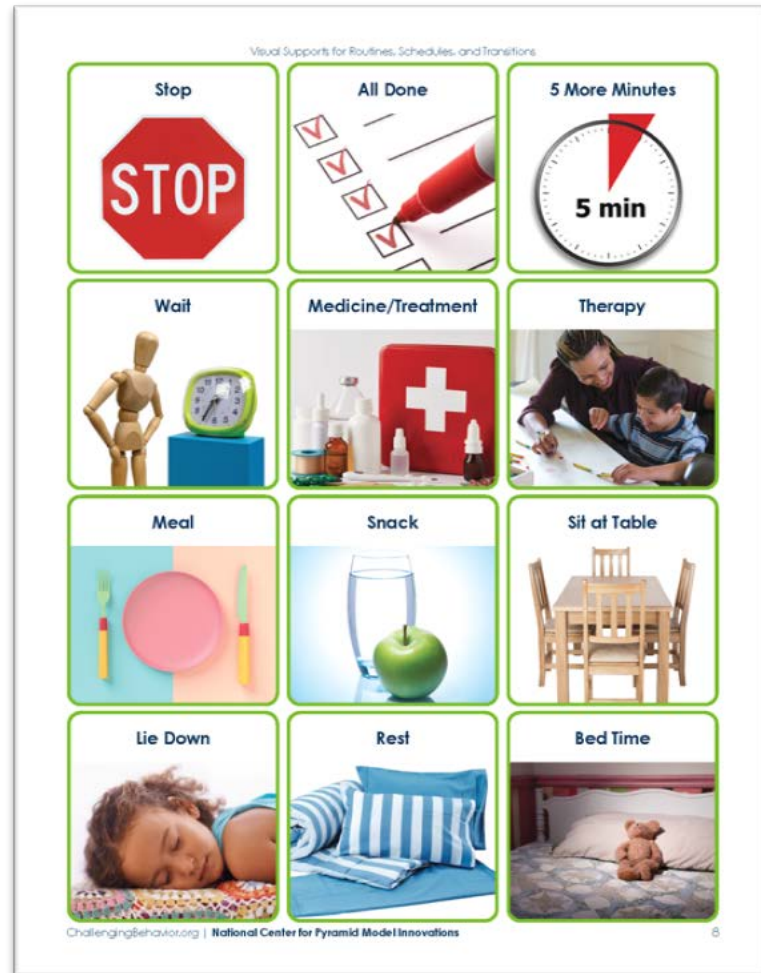 Visual Supports for Routines, Schedules, and Transitions
Stop
All Done
5 More Minutes
STOP
5 min
Wait
Medicine/Treatment
Therapy
Meal
Snack
Sit at Table
Lie Down
Rest
Bed Time
ChallengingBehavior.org | National Center for Pyramid Model Innovations
8